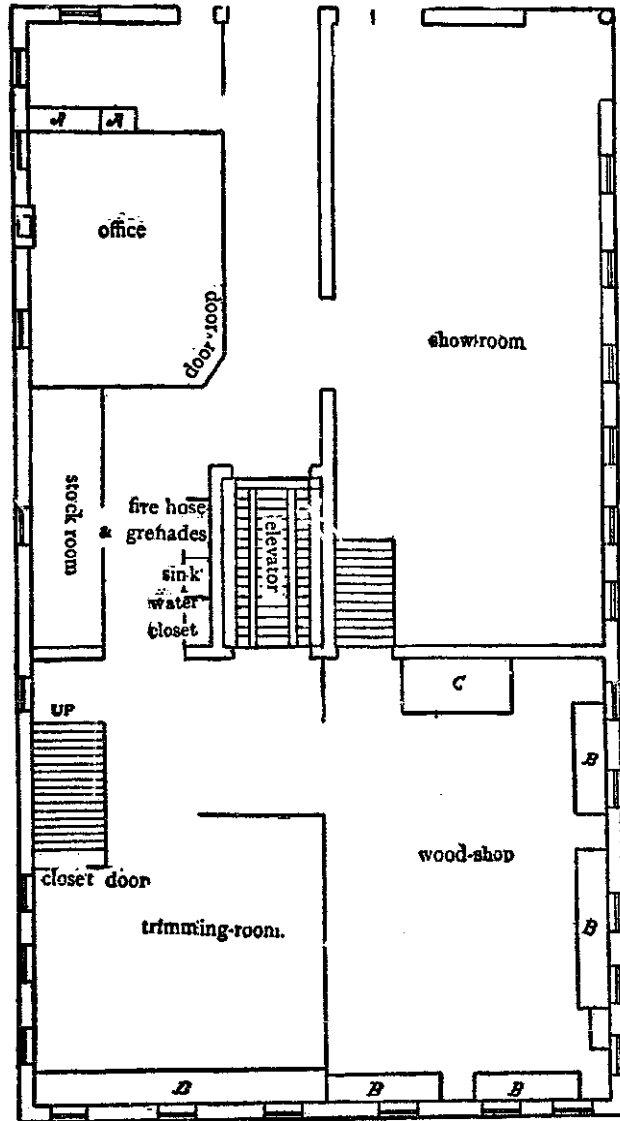 A A
office
door
door
showroom
stock room
&
fire hose
grenades
elevator
sink
water
closet
C
UP
B
wood-shop
closet door
B
trimming-room.
D B B